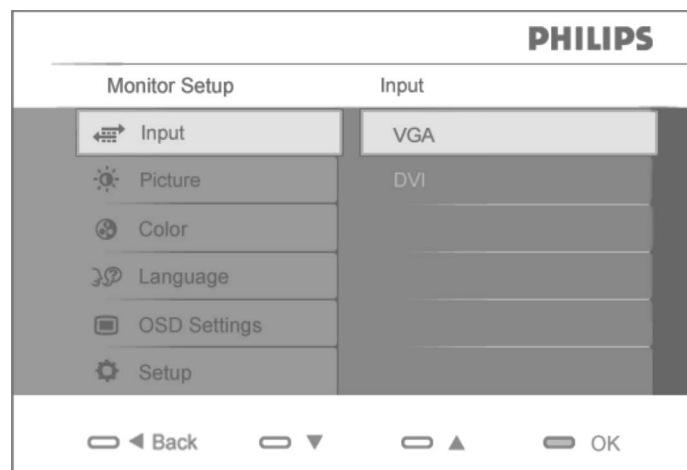 PHILIPS
Monitor Setup Input
Input VGA
Picture DVI
Color
Language
OSD Settings
Setup
Back OK